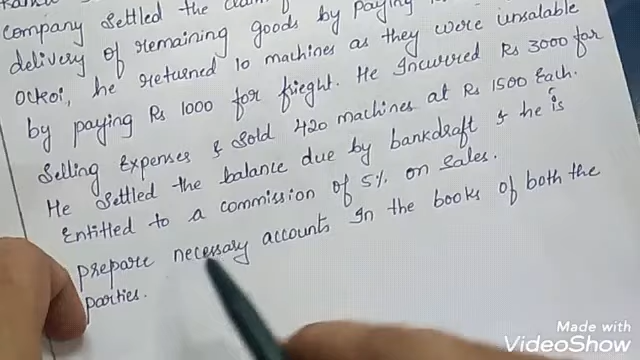 company settled the claim
delivery of remaining goods by paying
octroi, he returned 10 machines as they were unsalable
by paying Rs 1000 for frieght. He Incurred Rs 3000 for
Selling Expenses & Sold 420 machines at Rs 1500 Each.
He Settled the balance due by bankdraft & he is
Entitled to a commission of 5% on Sales.
prepare necessary accounts In the books of both the
parties.
Made with
VideoShow